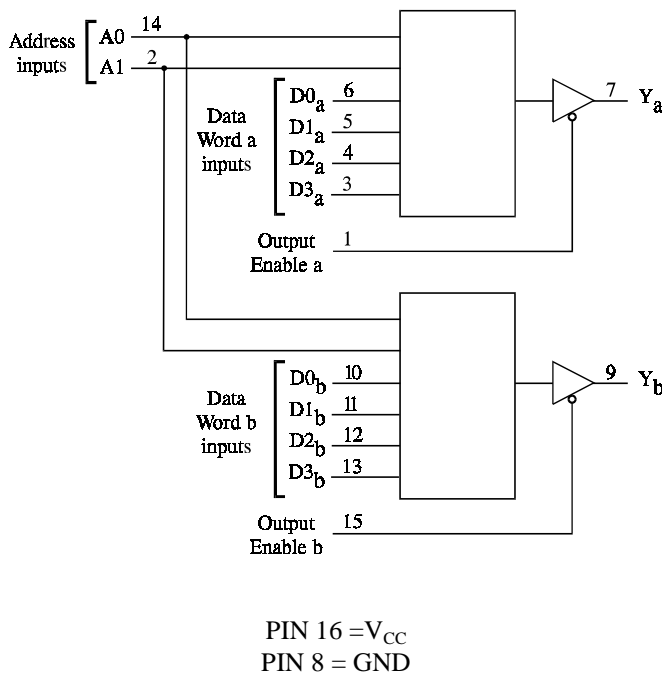 Address
inputs
A0 14
A1 2
Data
Word a
inputs
D0a 6
D1a 5
D2a 4
D3a 3
Output
Enable a
1
7 Ya
Data
Word b
inputs
D0b 10
D1b 11
D2b 12
D3b 13
Output
Enable b
15
9 Yb
PIN 16 =VCC
PIN 8 = GND